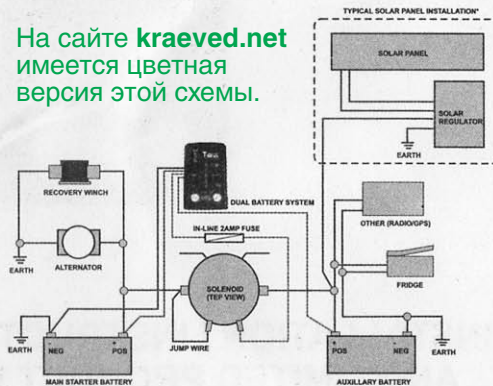 TYPICAL SOLAR PANEL INSTALLATION*
На сайте kraeved.net
имеется цветная
версия этой схемы.
SOLAR PANEL
SOLAR
REGULATOR
EARTH
RECOVERY WINCH
DUAL BATTERY SYSTEM
OTHER (RADIO/GPS)
IN-LINE 2AMP FUSE
ALTERNATOR
EARTH
FRIDGE
SOLENOID
(TEP VIEW)
EARTH
- NEG
+ POS
JUMP WIRE
+ POS
NEG -
EARTH
MAIN STARTER BATTERY
AUXILLARY BATTERY